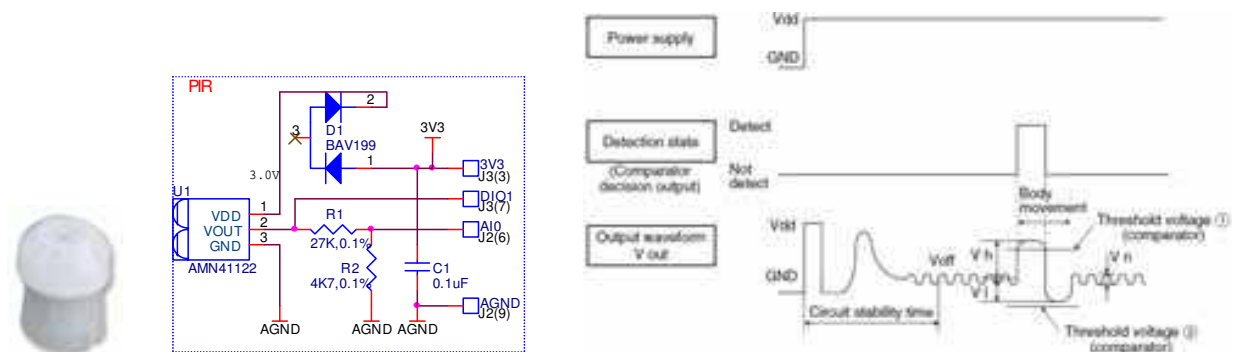 PIR
2
3
D1
BAV199
3V3
1
3V3
J3(3)
3.0V
U1
DIO1
J3(7)
VDD
1
VOUT
2
GND
3
R1
27K,0.1%
AI0
J2(6)
AMN41122
R2
4K7,0.1%
C1
0.1uF
AGND
J2(9)
AGND
AGND
AGND
Power supply
Vdd
GND
Detection state
(Comparator
decision output)
Detect
Not
detect
Body
movement
Threshold voltage ①
(comparator)
Output waveform
V out
Vdd
GND
Voff
V h
V l
V n
Circuit stability time
Threshold voltage ②
(comparator)